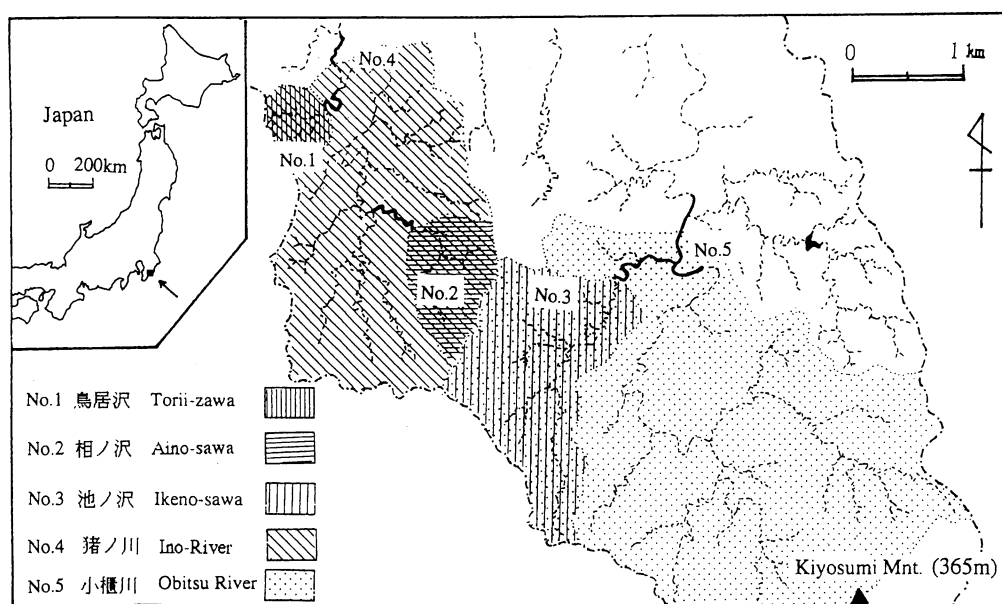 Japan
0 200km
No.4
No.1
No.2
No.3
No.5
0 1 km
No.1 鳥居沢 Torii-zawa
No.2 相ノ沢 Aino-sawa
No.3 池ノ沢 Ikeno-sawa
No.4 猪ノ川 Ino-River
No.5 小櫃川 Obitsu River
Kiyosumi Mnt. (365m)